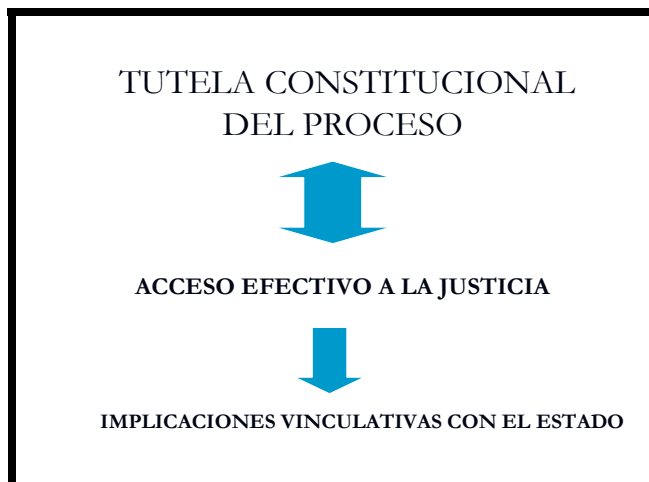 TUTELA CONSTITUCIONAL
DEL PROCESO
ACCESO EFECTIVO A LA JUSTICIA
IMPLICACIONES VINCULATIVAS CON EL ESTADO